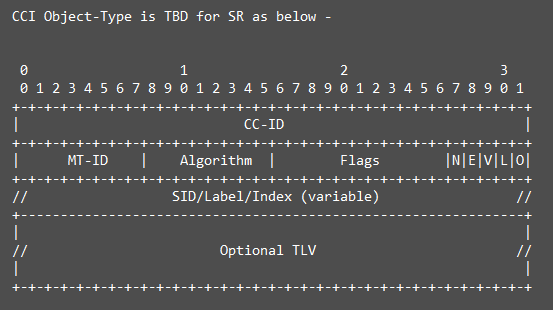 CCI Object-Type is TBD for SR as below -
 0                   1                   2                   3
 0 1 2 3 4 5 6 7 8 9 0 1 2 3 4 5 6 7 8 9 0 1 2 3 4 5 6 7 8 9 0 1
+-+-+-+-+-+-+-+-+-+-+-+-+-+-+-+-+-+-+-+-+-+-+-+-+-+-+-+-+-+-+-+-+
|                            CC-ID                              |
+-+-+-+-+-+-+-+-+-+-+-+-+-+-+-+-+-+-+-+-+-+-+-+-+-+-+-+-+-+-+-+-+
|     MT-ID     |    Algorithm  |    Flags            |N|E|V|L|O|
+-+-+-+-+-+-+-+-+-+-+-+-+-+-+-+-+-+-+-+-+-+-+-+-+-+-+-+-+-+-+-+-+
//                  SID/Label/Index (variable)                 //
+---------------------------------------------------------------+
|                                                               |
//                        Optional TLV                         //
|                                                               |
+-+-+-+-+-+-+-+-+-+-+-+-+-+-+-+-+-+-+-+-+-+-+-+-+-+-+-+-+-+-+-+-+